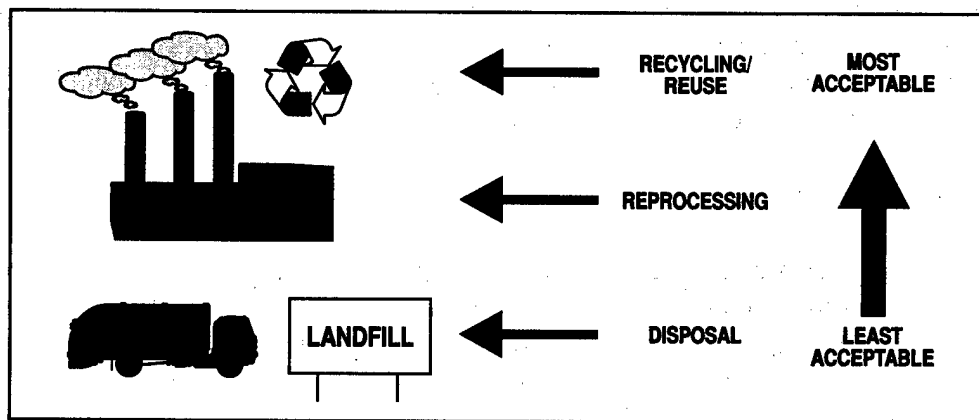 RECYCLING/
REUSE
MOST
ACCEPTABLE
REPROCESSING
LANDFILL
DISPOSAL
LEAST
ACCEPTABLE